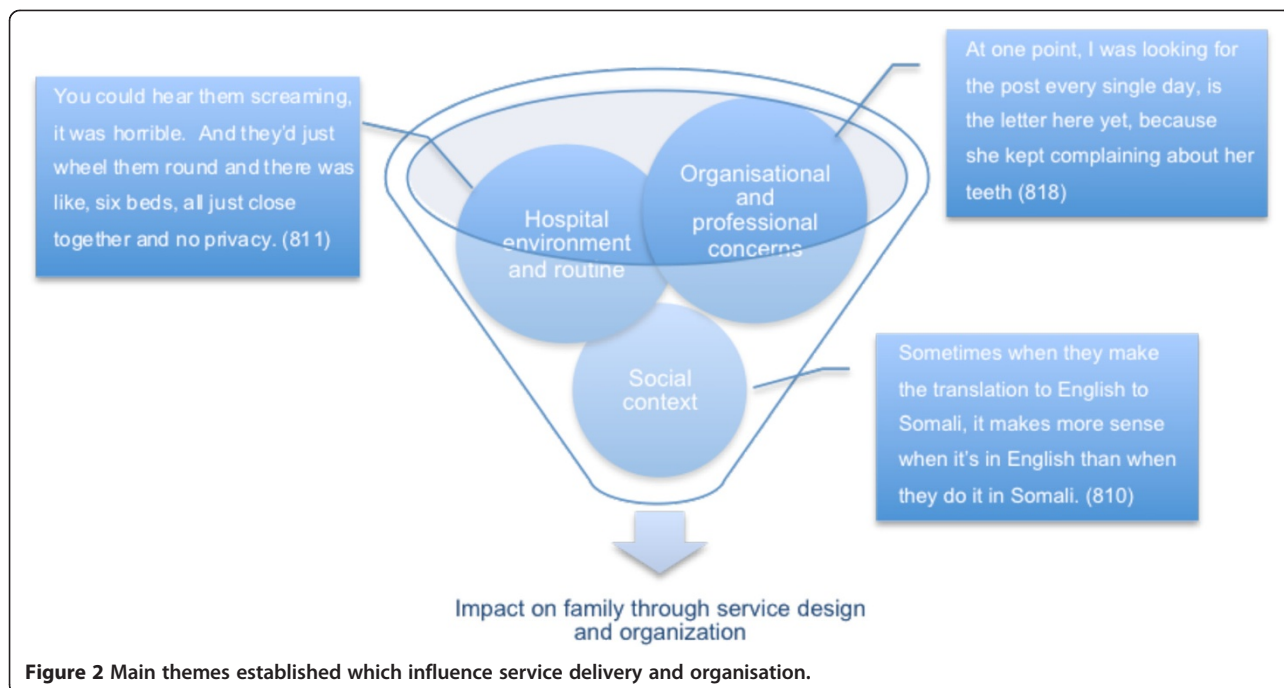 You could hear them screaming,
it was horrible. And they'd just
wheel them round and there was
like, six beds, all just close
together and no privacy. (811)
At one point, I was looking for
the post every single day, is
the letter here yet, because
she kept complaining about her
teeth (818)
Hospital
environment
and routine
Organisational
and
professional
concerns
Social
context
Sometimes when they make
the translation to English to
Somali, it makes more sense
when it's in English than when
they do it in Somali. (810)
Impact on family through service design
and organization
Figure 2 Main themes established which influence service delivery and organisation.